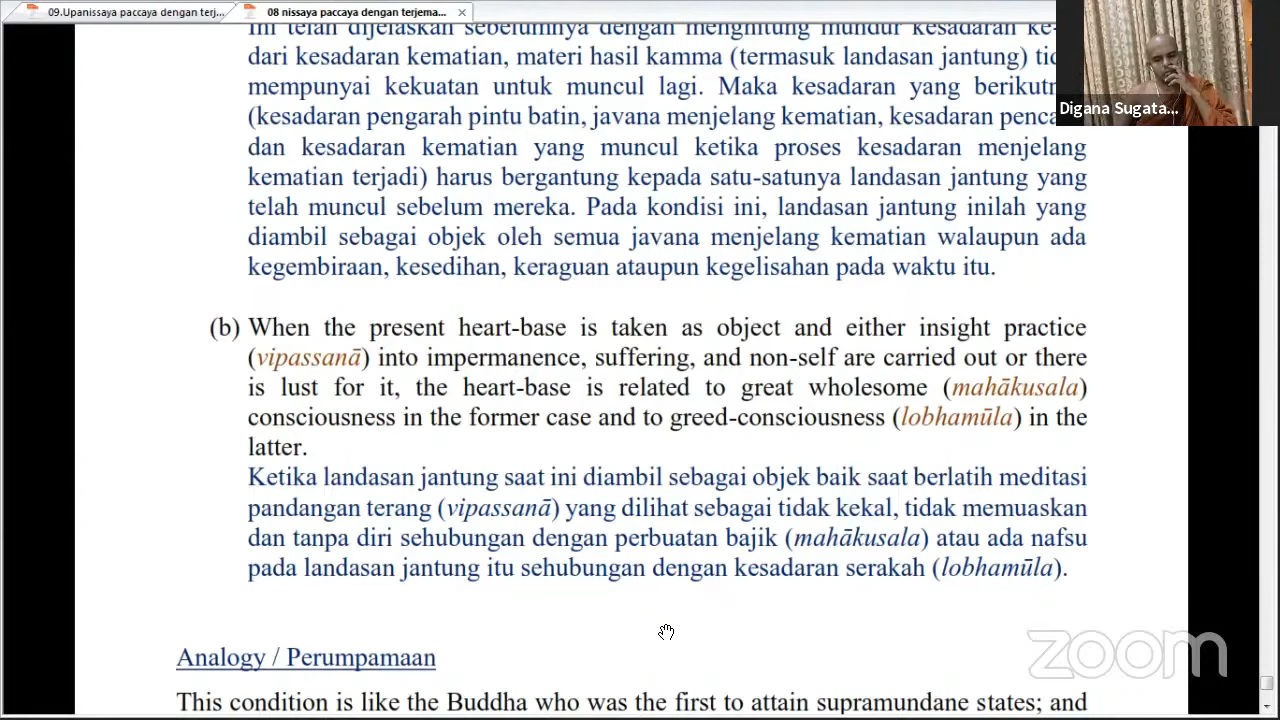 09.Upanissaya paccaya dengan terj...
08 nissaya paccaya dengan terjema...
Ini telah dijelaskan sebelumnya dengan menghitung mundur kesadaran ke-
dari kesadaran kematian, materi hasil kamma (termasuk landasan jantung)
mempunyai kekuatan untuk muncul lagi. Maka kesadaran yang
(kesadaran pengarah pintu batin, javana menjelang kematian, kesadaran
dan kesadaran kematian yang muncul ketika proses kesadaran menjelang
kematian terjadi) harus bergantung kepada satu-satunya landasan jantung yang
telah muncul sebelum mereka. Pada kondisi ini, landasan jantung inilah yang
diambil sebagai objek oleh semua javana menjelang kematian walaupun ada
kegembiraan, kesedihan, keraguan ataupun kegelisahan pada waktu itu.
(b) When the present heart-base is taken as object and either insight practice
(vipassanā) into impermanence, suffering, and non-self are carried out or there
is lust for it, the heart-base is related to great wholesome (mahākusala)
consciousness in the former case and to greed-consciousness (lobhamūla) in the
latter.
Ketika landasan jantung saat ini diambil sebagai objek baik saat berlatih meditasi
pandangan terang (vipassanā) yang dilihat sebagai tidak kekal, tidak memuaskan
dan tanpa diri sehubungan dengan perbuatan bajik (mahākusala) atau ada nafsu
pada landasan jantung itu sehubungan dengan kesadaran serakah (lobhamūla).
Analogy / Perumpamaan
This condition is like the Buddha who was the first to attain supramundane states; and
Digana Sugata...
zoom